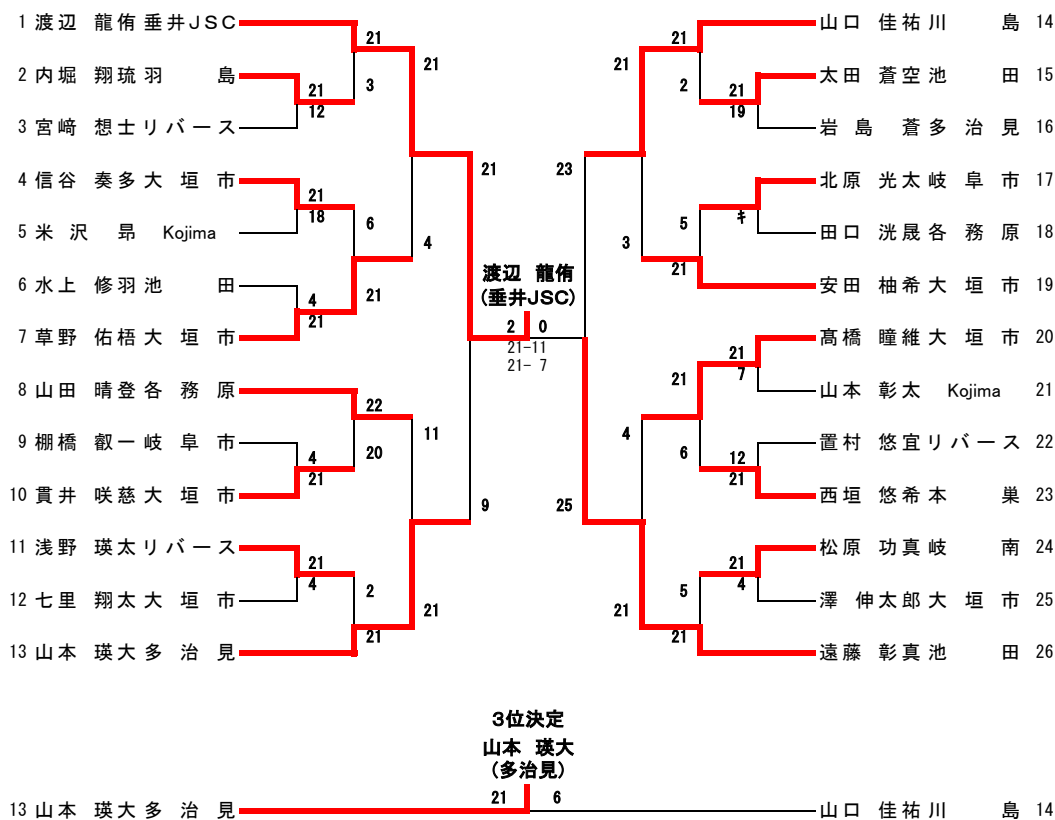 1 渡辺 龍侑 垂井JSC
21
21
2 内堀 翔琉 羽 島
21
3
3 宮﨑 想士 リバース
12
21
4 信谷 奏多 大 垣 市
21
5 米 沢 昴 Kojima
18
6
4
6 水上 修羽 池 田
4
21
7 草野 佑梧 大 垣 市
21
8 山田 晴登 各 務 原
22
11
9 棚橋 叡一 岐 阜 市
4
20
10 貫井 咲慈 大 垣 市
21
9
11 浅野 瑛太 リバース
21
12 七里 翔太 大 垣 市
4
2
21
13 山本 瑛大 多 治 見
21
渡辺 龍侑
(垂井JSC)
2 0
21-11
21- 7
山口 佳祐 川 島 14
21
21
太田 蒼空 池 田 15
2
21
岩 島 蒼 多 治 見 16
19
23
北原 光太 岐 阜 市 17
5
キ
田口 洸晟 各 務 原 18
3
安田 柚希 大 垣 市 19
21
髙橋 瞳維 大 垣 市 20
21
21
山本 彰太 Kojima 21
7
4
置村 悠宜 リバース 22
6
12
西垣 悠希 本 巣 23
21
25
松原 功真 岐 南 24
21
澤 伸太郎 大 垣 市 25
5
4
21
遠藤 彰真 池 田 26
21
3位決定
山本 瑛大
(多治見)
21 6
13 山本 瑛大 多 治 見
山口 佳祐 川 島 14